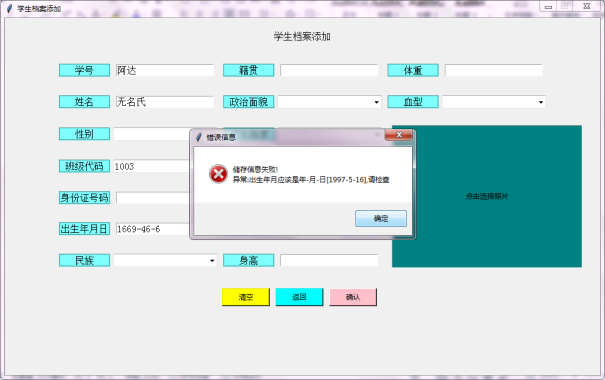 学生档案添加
学生档案添加
学号 阿达 籍贯 体重
姓名 无名氏 政治面貌 血型
性别
错误信息
储存信息失败!
异常:出生年月应该是年-月-日[1997-5-16],请检查
确定
班级代码 1003
身份证号码
点击选择照片
出生年月日 1669-46-6
民族 身高
清空 返回 确认